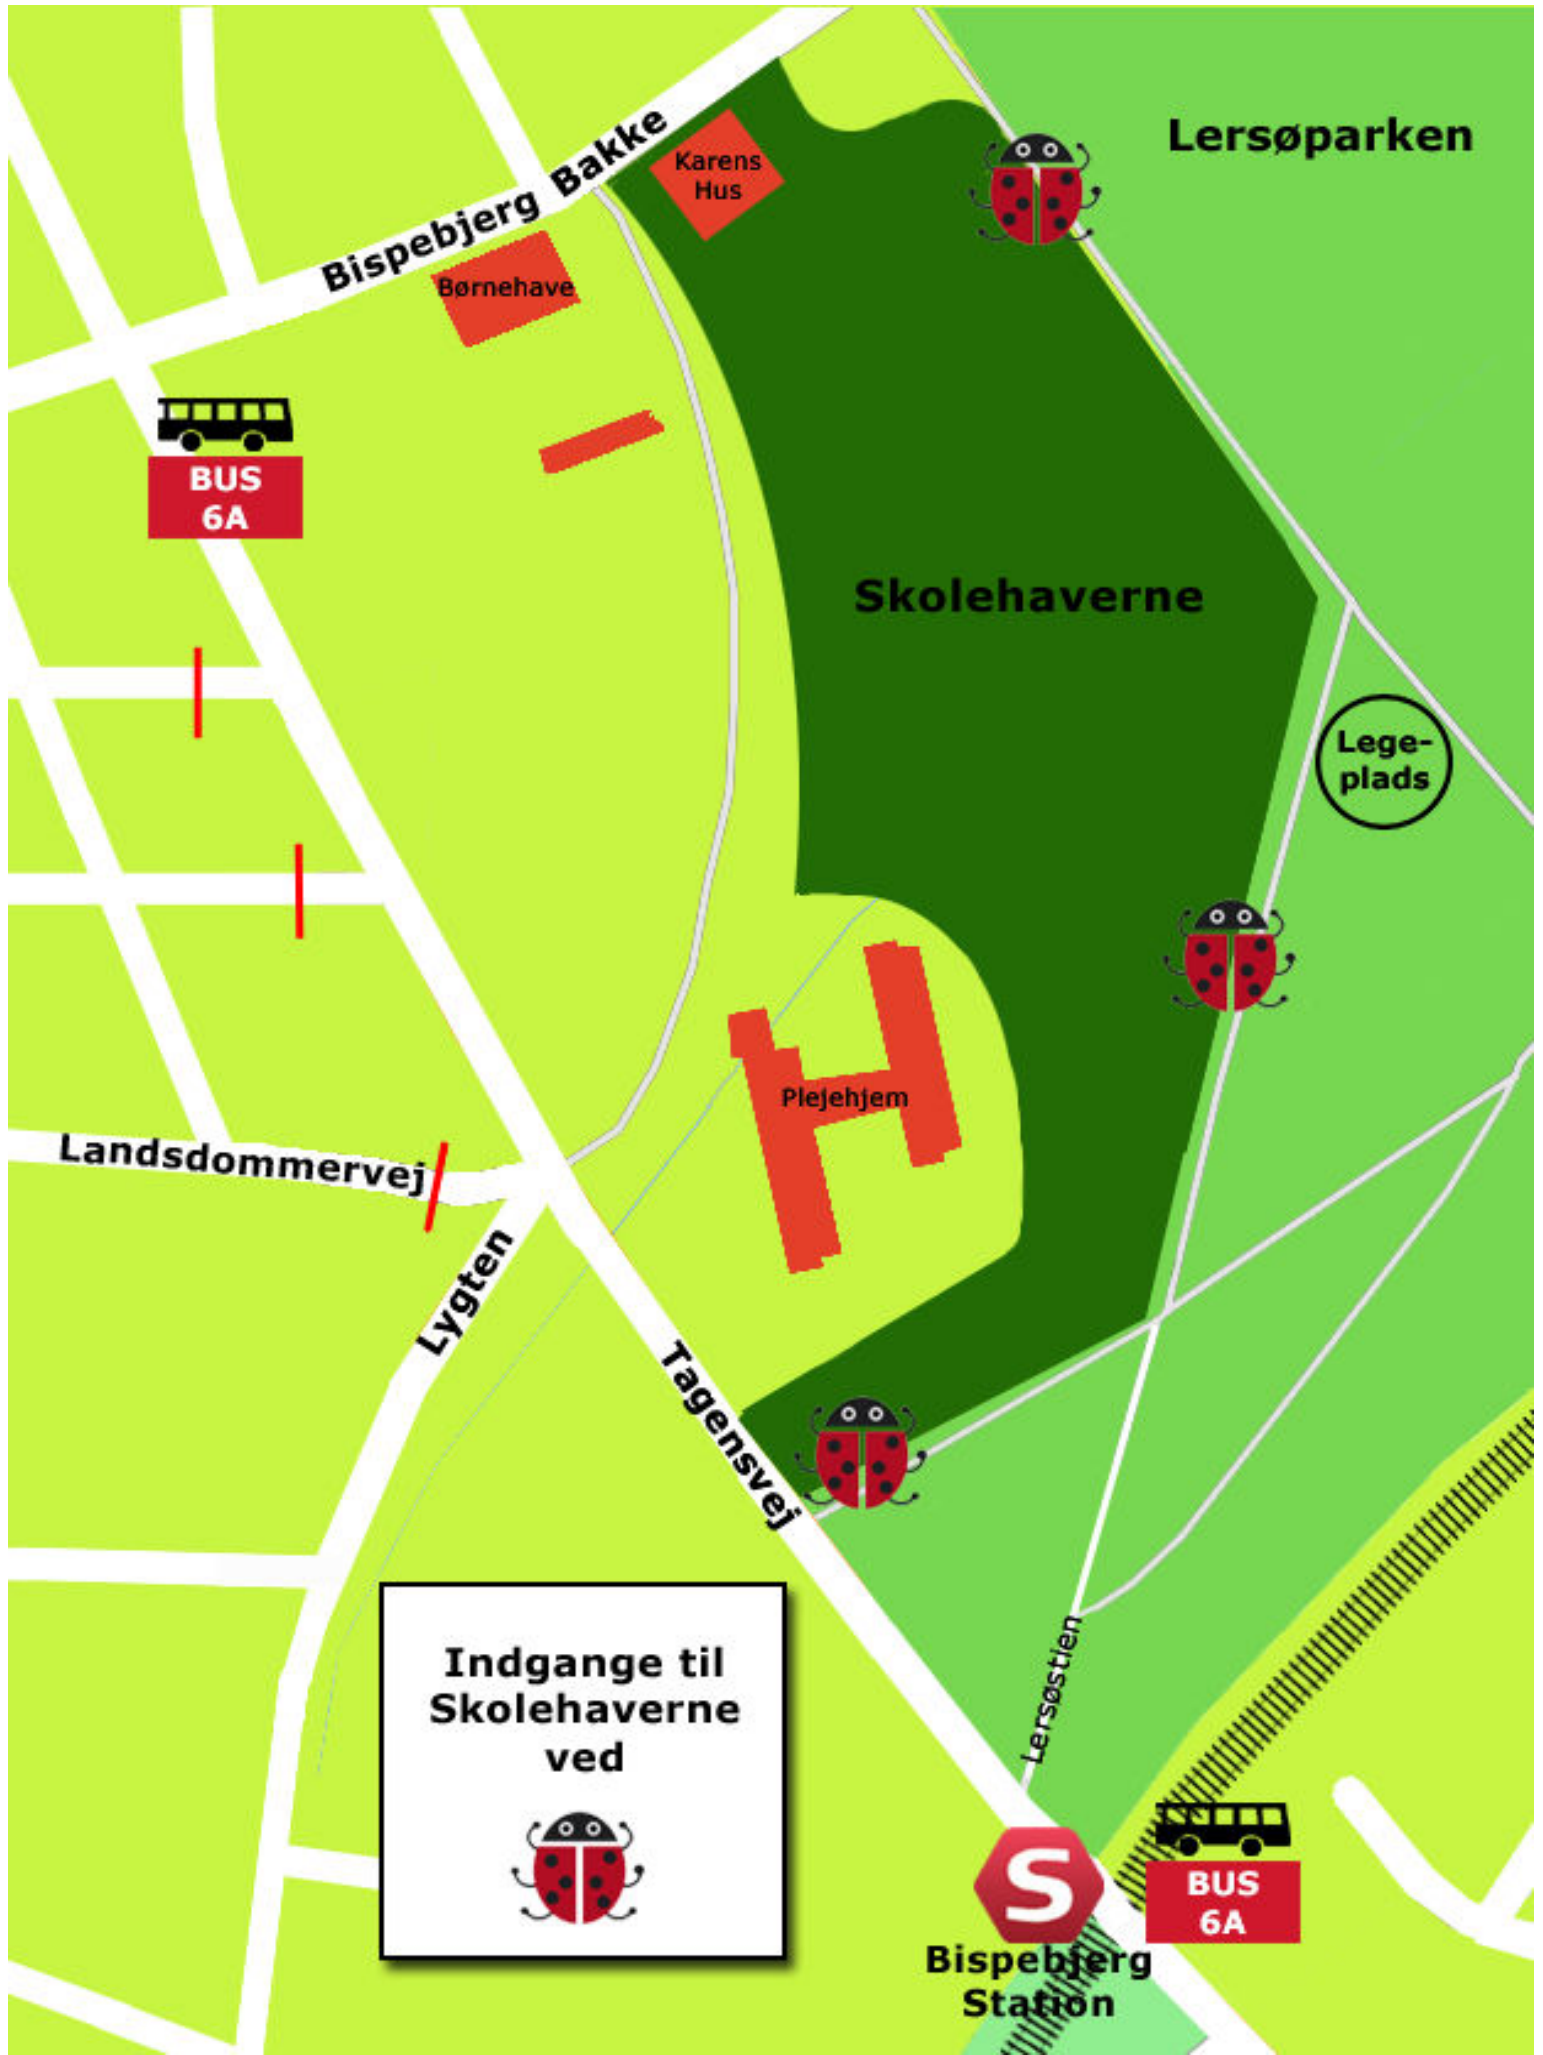 Lersøparken
Bispebjerg Bakke
Karens
Hus
Børnehave
BUS
6A
Skolehaverne
Lege-
plads
Plejehjem
Landsdommervej
Lygten
Tagensvej
Indgange til
Skolehaverne
ved
Lersøstien
S
BUS
6A
Bispebjerg
Station